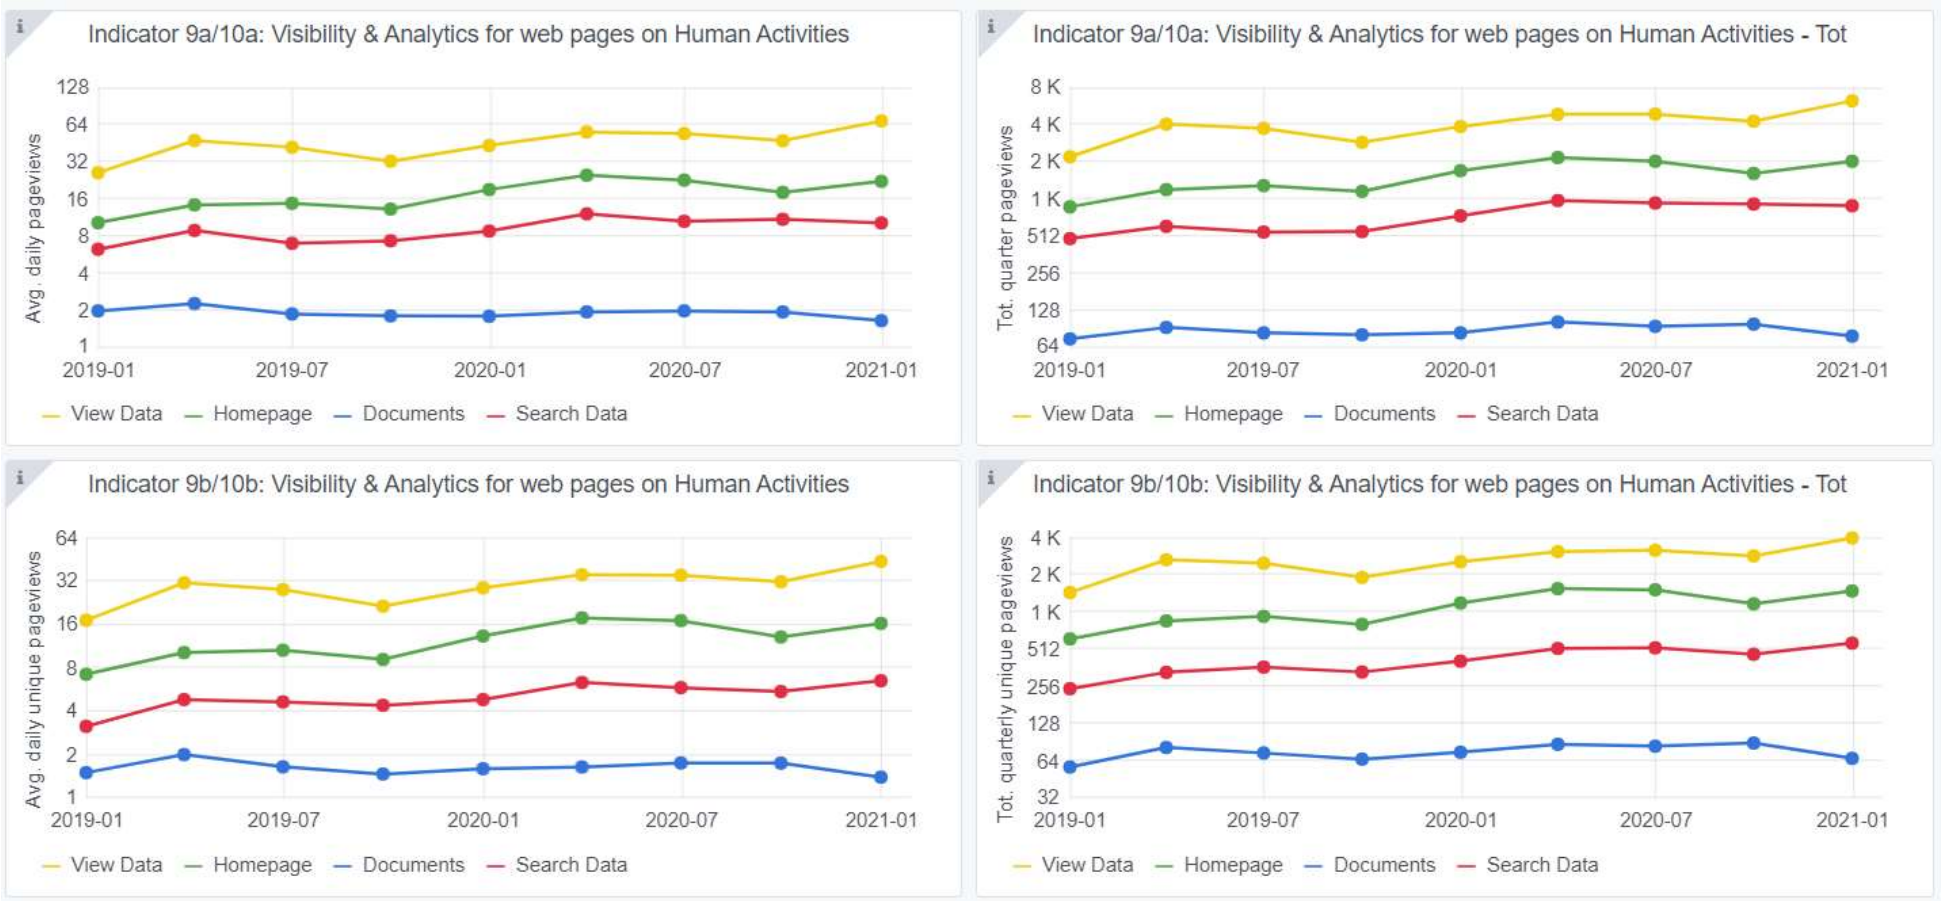 i
Indicator 9a/10a: Visibility & Analytics for web pages on Human Activities
Avg. daily pageviews
128
64
32
16
8
4
2
1
2019-01 2019-07 2020-01 2020-07 2021-01
View Data Homepage Documents Search Data
i
Indicator 9a/10a: Visibility & Analytics for web pages on Human Activities - Tot
Tot. quarter pageviews
8 K
4 K
2 K
1 K
512
256
128
64
2019-01 2019-07 2020-01 2020-07 2021-01
View Data Homepage Documents Search Data
i
Indicator 9b/10b: Visibility & Analytics for web pages on Human Activities
Avg. daily unique pageviews
64
32
16
8
4
2
1
2019-01 2019-07 2020-01 2020-07 2021-01
View Data Homepage Documents Search Data
i
Indicator 9b/10b: Visibility & Analytics for web pages on Human Activities - Tot
Tot. quarterly unique pageviews
4 K
2 K
1 K
512
256
128
64
32
2019-01 2019-07 2020-01 2020-07 2021-01
View Data Homepage Documents Search Data